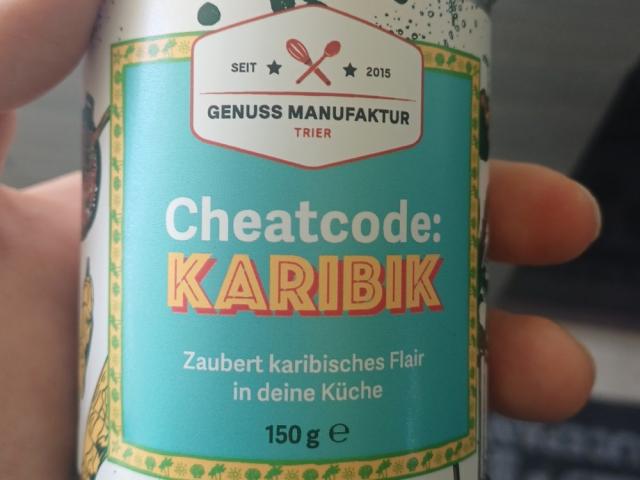 SEIT ★ ★ 2015
GENUSS MANUFAKTUR
TRIER
Cheatcode:
KARIBIK
Zaubert karibisches Flair
in deine Küche
150 g ℮